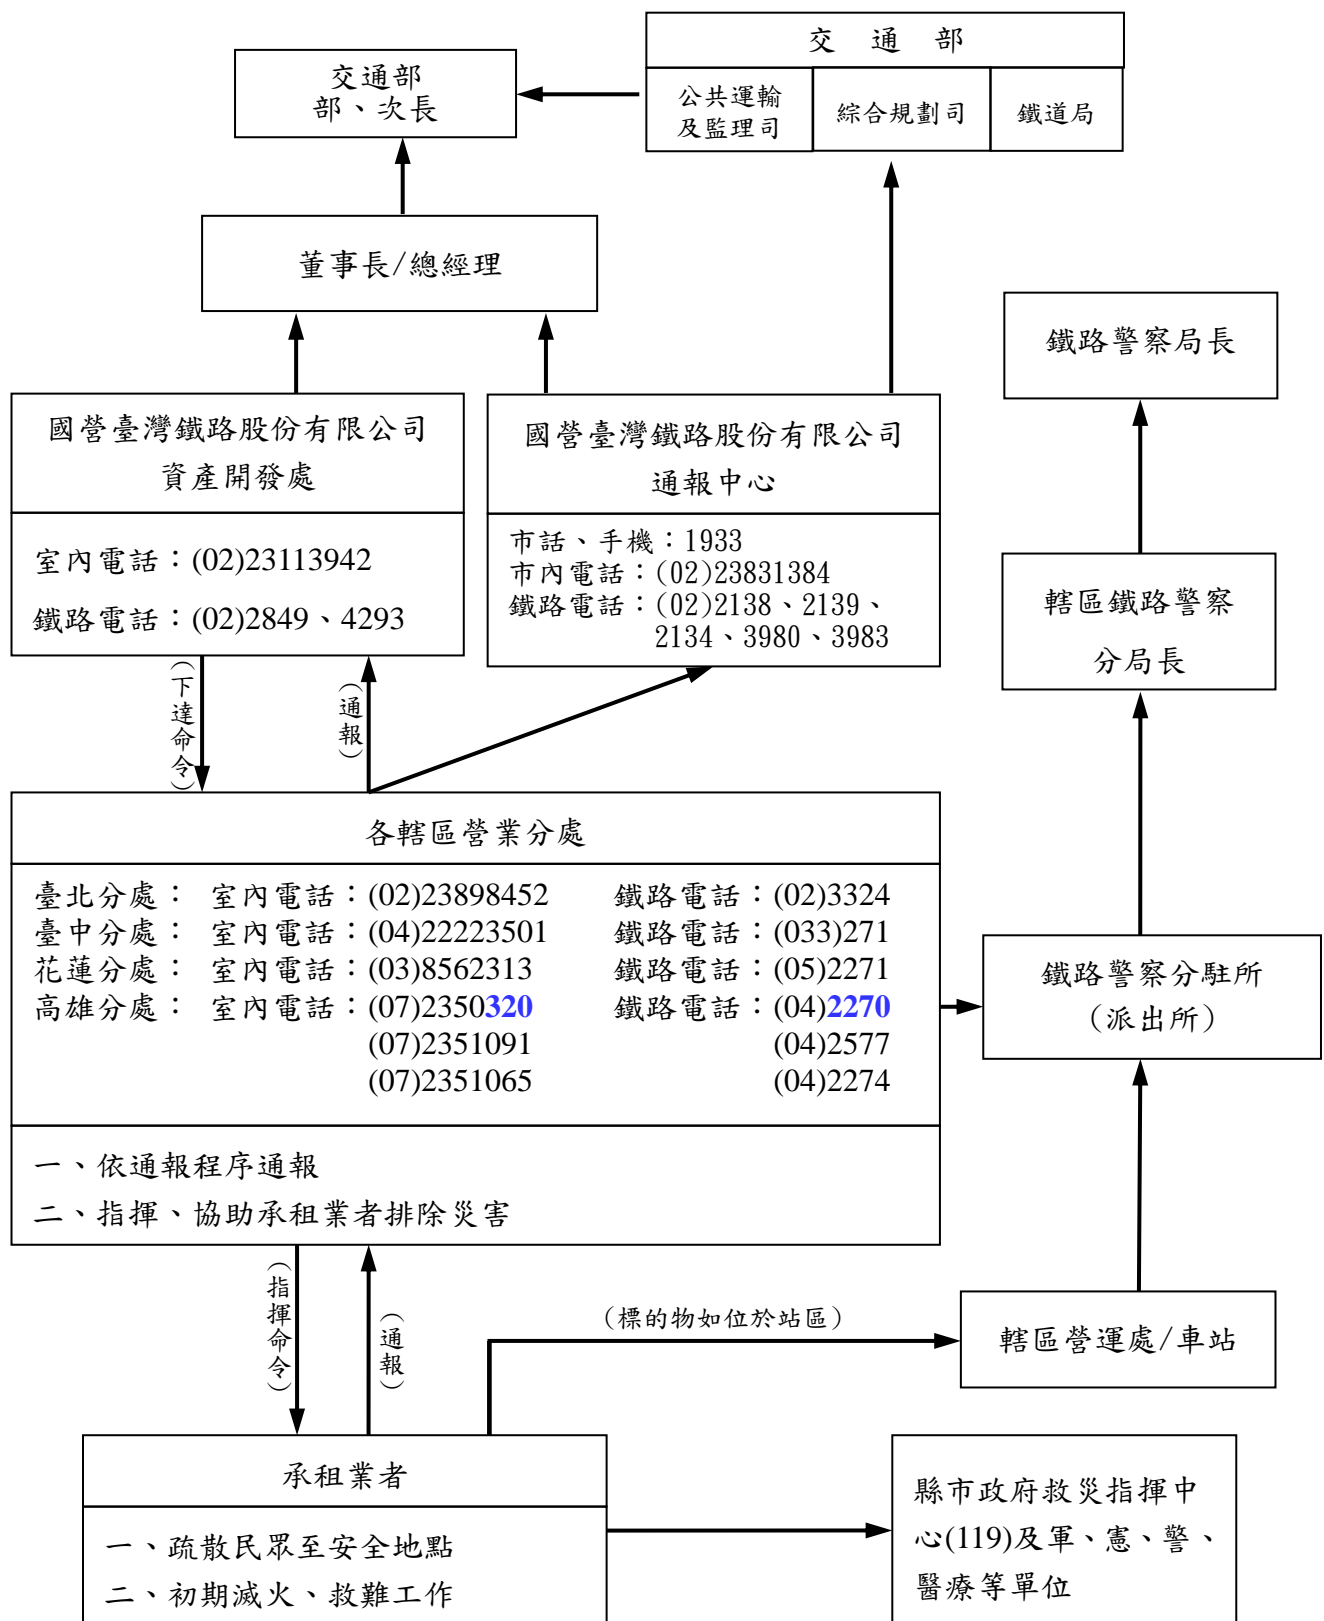 交 通 部
交通部
部、次長
公共運輸
及監理司
綜合規劃司
鐵道局
董事長/總經理
鐵路警察局長
國營臺灣鐵路股份有限公司
資產開發處
國營臺灣鐵路股份有限公司
通報中心
室內電話：(02)23113942
鐵路電話：(02)2849、4293
市話、手機：1933
市內電話：(02)23831384
鐵路電話：(02)2138、2139、
2134、3980、3983
轄區鐵路警察
分局長
(下達命令)
(通報)
各轄區營業分處
臺北分處： 室內電話：(02)23898452 鐵路電話：(02)3324
臺中分處： 室內電話：(04)22223501 鐵路電話：(033)271
花蓮分處： 室內電話：(03)8562313 鐵路電話：(05)2271
高雄分處： 室內電話：(07)2350320 鐵路電話：(04)2270
(07)2351091 (04)2577
(07)2351065 (04)2274
鐵路警察分駐所
(派出所)
一、依通報程序通報
二、指揮、協助承租業者排除災害
(指揮命令)
(通報)
(標的物如位於站區)
轄區營運處/車站
承租業者
一、疏散民眾至安全地點
二、初期滅火、救難工作
縣市政府救災指揮中
心(119)及軍、憲、警、
醫療等單位